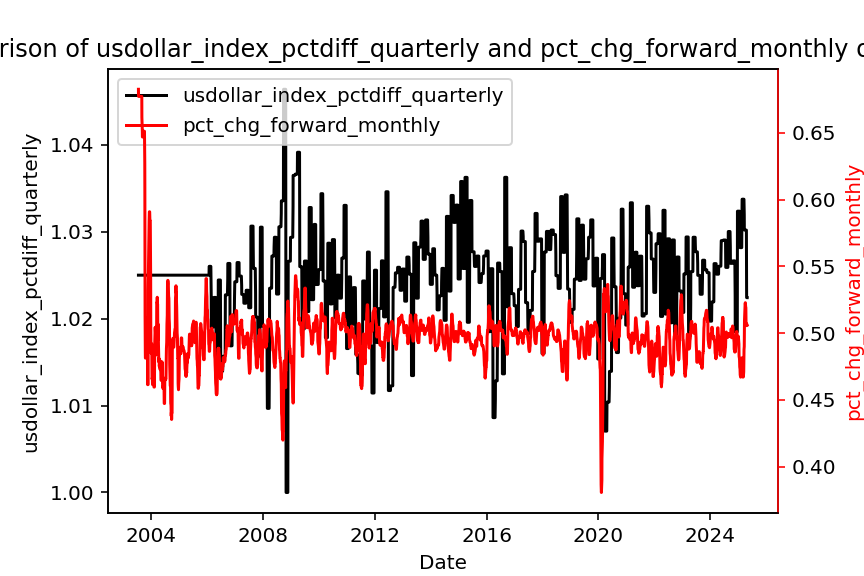 rison of usdollar_index_pctdiff_quarterly and pct_chg_forward_monthly o
usdollar_index_pctdiff_quarterly
pct_chg_forward_monthly
1.04
1.03
1.02
1.01
1.00
usdollar_index_pctdiff_quarterly
0.65
0.60
0.55
0.50
0.45
0.40
pct_chg_forward_monthly
2004 2008 2012 2016 2020 2024
Date